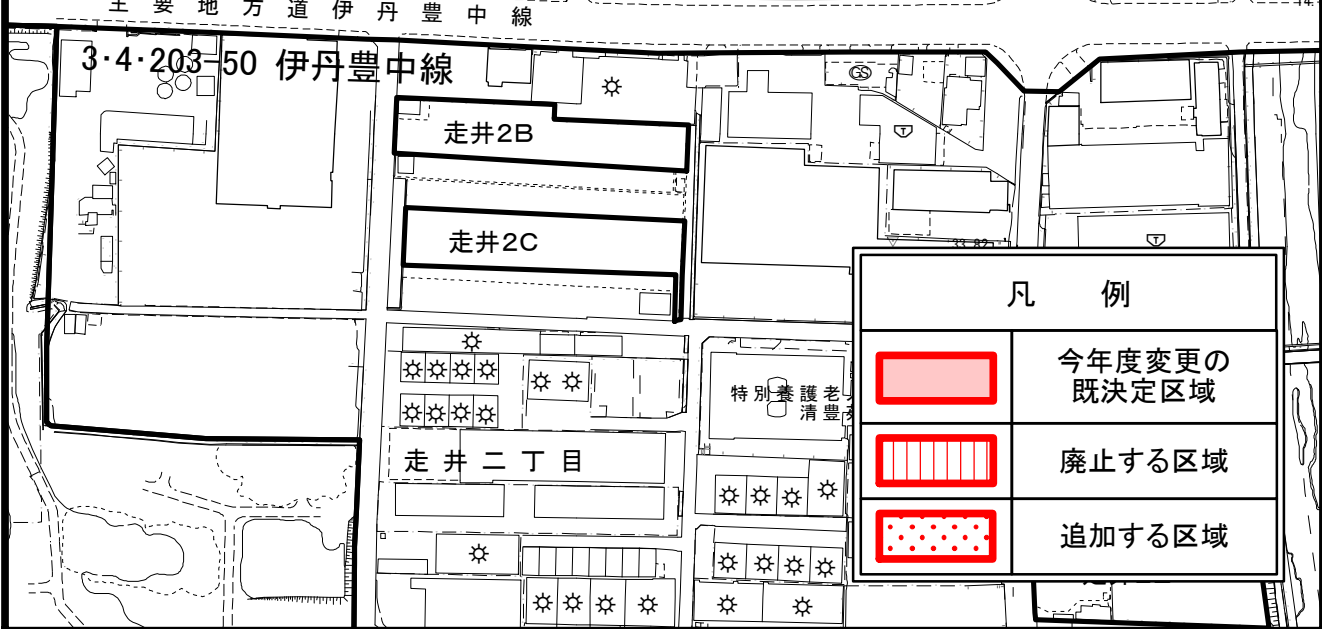 主要地方道伊丹豊中線
3・4・203-50 伊丹豊中線
GS
走井2B
T
走井2C
33.82
T
凡 例
今年度変更の
既決定区域
特別養護老
清豊
走井二丁目
廃止する区域
追加する区域